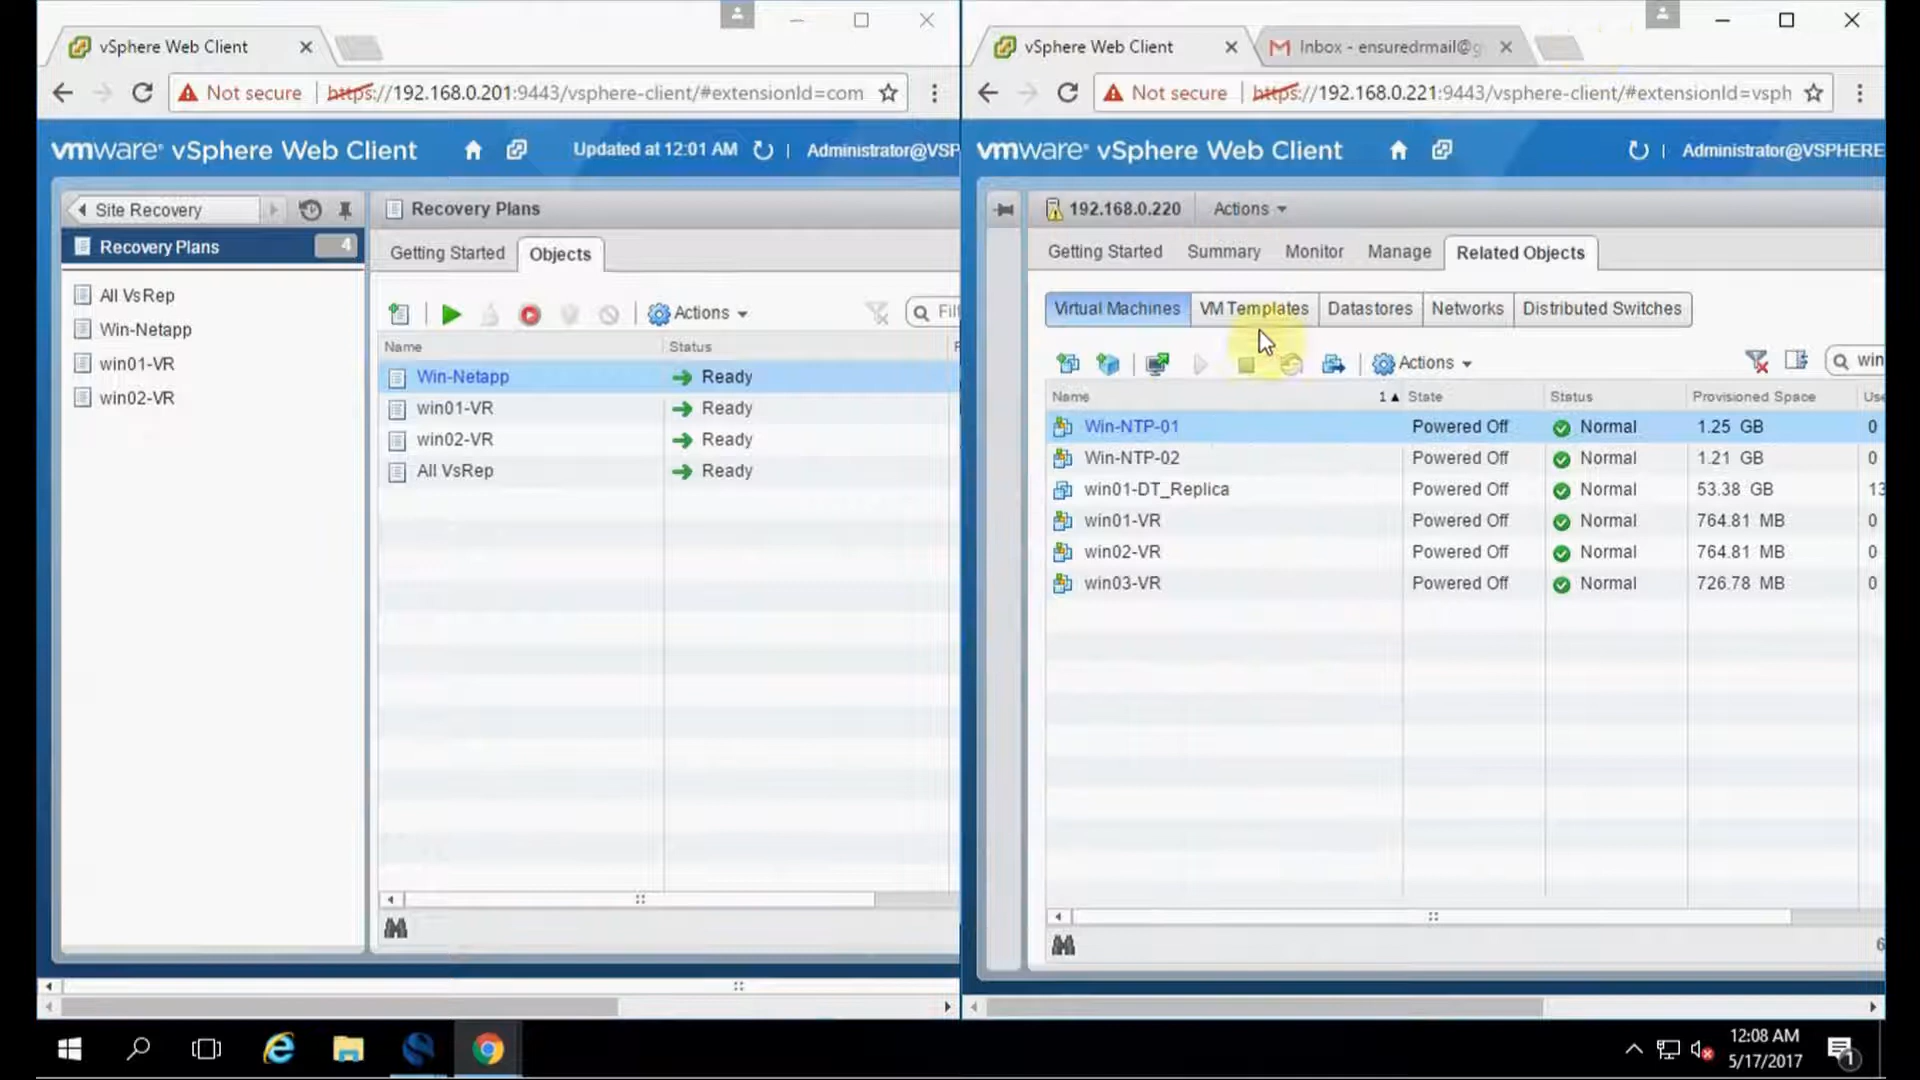 vSphere Web Client
Not secure https://192.168.0.201:9443/vsphere-client/#extensionId=com
vmware® vSphere Web Client
Updated at 12:01 AM
Administrator@VSP
Site Recovery
Recovery Plans
4
All VsRep
Win-Netapp
win01-VR
win02-VR
Recovery Plans
Getting Started Objects
Actions
Filt
Name Status
Win-Netapp Ready
win01-VR Ready
win02-VR Ready
All VsRep Ready
vSphere Web Client Inbox - ensuredrmail@g
Not secure https://192.168.0.221:9443/vsphere-client/#extensionId=vsph
vmware® vSphere Web Client
Administrator@VSPHERE
192.168.0.220 Actions
Getting Started Summary Monitor Manage Related Objects
Virtual Machines VM Templates Datastores Networks Distributed Switches
Actions win
Name 1 State Status Provisioned Space Use
Win-NTP-01 Powered Off Normal 1.25 GB 0
Win-NTP-02 Powered Off Normal 1.21 GB 0
win01-DT_Replica Powered Off Normal 53.38 GB 13
win01-VR Powered Off Normal 764.81 MB 0
win02-VR Powered Off Normal 764.81 MB 0
win03-VR Powered Off Normal 726.78 MB 0
6
12:08 AM
5/17/2017
1